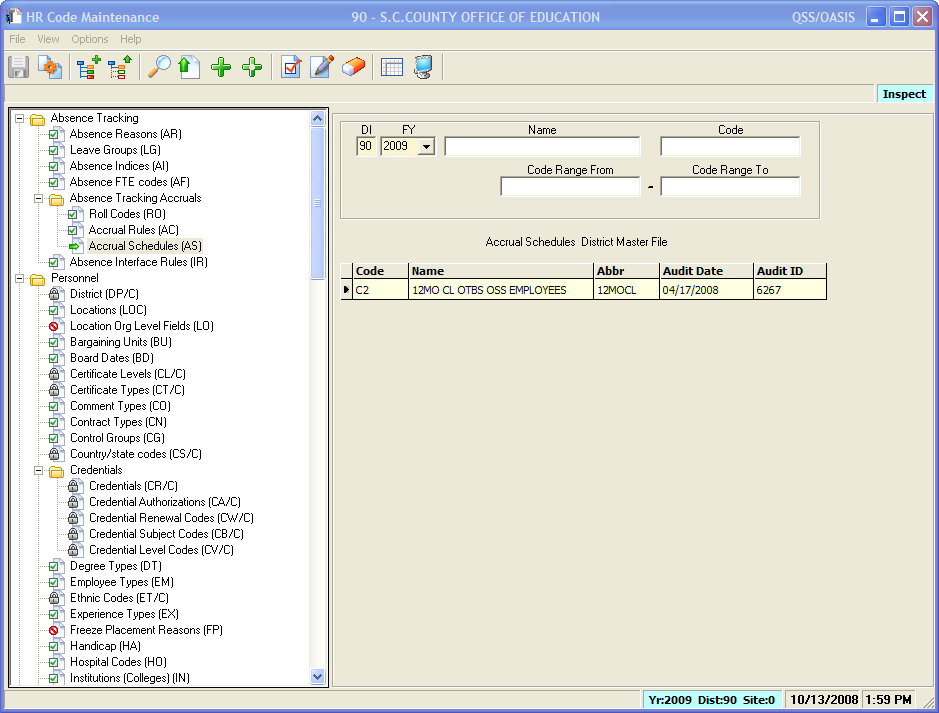 HR Code Maintenance 90 - S.C.COUNTY OFFICE OF EDUCATION QSS/OASIS
File View Options Help
Inspect
Absence Tracking
Absence Reasons (AR)
Leave Groups (LG)
Absence Indices (AI)
Absence FTE codes (AF)
Absence Tracking Accruals
Roll Codes (RO)
Accrual Rules (AC)
Accrual Schedules (AS)
Absence Interface Rules (IR)
Personnel
District (DP/C)
Locations (LOC)
Location Org Level Fields (LO)
Bargaining Units (BU)
Board Dates (BD)
Certificate Levels (CL/C)
Certificate Types (CT/C)
Comment Types (CO)
Contract Types (CN)
Control Groups (CG)
Country/state codes (CS/C)
Credentials
Credentials (CR/C)
Credential Authorizations (CA/C)
Credential Renewal Codes (CW/C)
Credential Subject Codes (CB/C)
Credential Level Codes (CV/C)
Degree Types (DT)
Employee Types (EM)
Ethnic Codes (ET/C)
Experience Types (EX)
Freeze Placement Reasons (FP)
Handicap (HA)
Hospital Codes (HO)
Institutions (Colleges) (IN)
DI FY Name Code
90 2009
Code Range From Code Range To
-
Accrual Schedules District Master File
Code Name Abbr Audit Date Audit ID
C2 12MO CL OTBS OSS EMPLOYEES 12MOCL 04/17/2008 6267
Yr:2009 Dist:90 Site:0 10/13/2008 1:59 PM